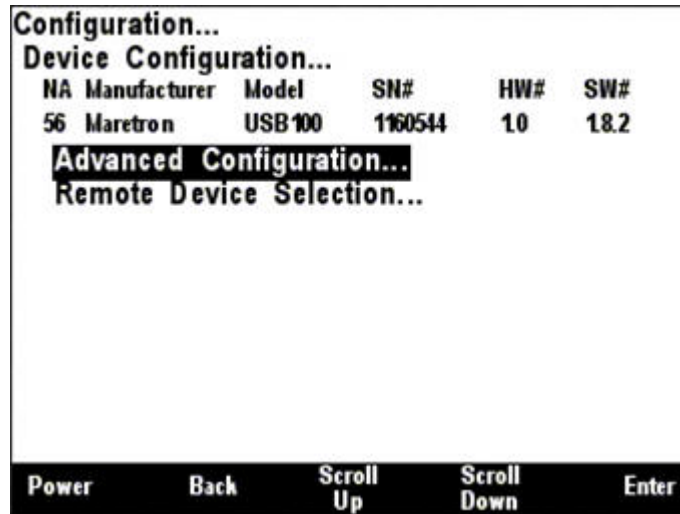 Configuration...
Device Configuration...
NA Manufacturer Model SN# HW# SW#
56 Maretron USB100 1160544 1.0 1.8.2
Advanced Configuration...
Remote Device Selection...
Power Back Scroll Up Scroll Down Enter